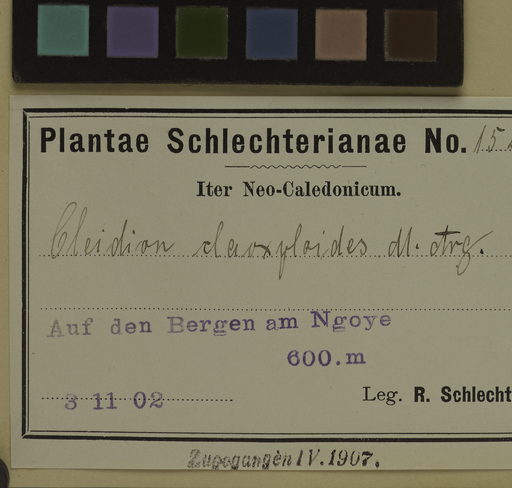 Plantae Schlechterianae No. 15
Iter Neo-Caledonicum.
Cleidion claoxyloides M. Arg.
Auf den Bergen am Ngoye
600.m
3 11 02
Leg. R. Schlecht
Zugegangen IV. 1907.